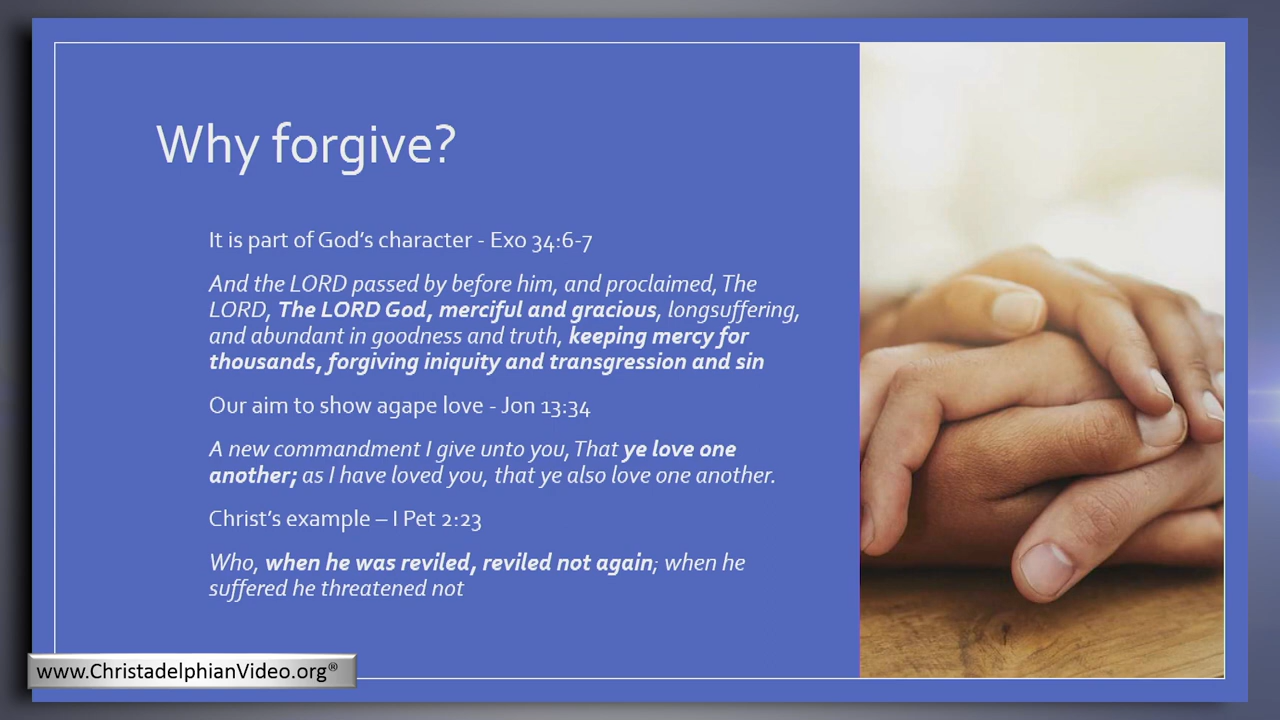 Why forgive?
It is part of God's character - Exo 34:6-7
And the LORD passed by before him, and proclaimed, The
LORD, The LORD God, merciful and gracious, longsuffering,
and abundant in goodness and truth, keeping mercy for
thousands, forgiving iniquity and transgression and sin
Our aim to show agape love - Jon 13:34
A new commandment I give unto you, That ye love one
another; as I have loved you, that ye also love one another.
Christ's example – I Pet 2:23
Who, when he was reviled, reviled not again; when he
suffered he threatened not
www.ChristadelphianVideo.org®